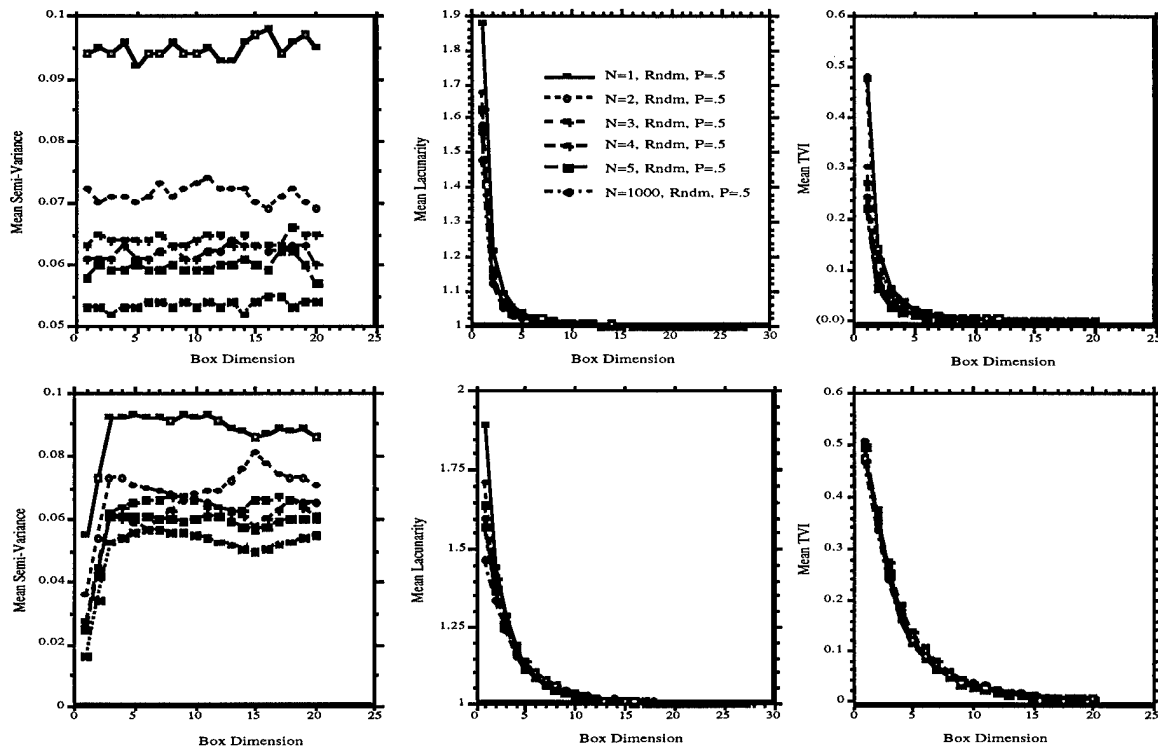 0.1
0.09
0.08
0.07
0.06
0.05
0 5 10 15 20 25
Box Dimension
Mean Semi-Variance
1.9
1.8
1.7
1.6
1.5
1.4
1.3
1.2
1.1
1
0 5 10 15 20 25 30
Box Dimension
Mean Lacunarity
N=1, Rndm, P=.5
N=2, Rndm, P=.5
N=3, Rndm, P=.5
N=4, Rndm, P=.5
N=5, Rndm, P=.5
N=1000, Rndm, P=.5
0.6
0.5
0.4
0.3
0.2
0.1
(0.0)
0 5 10 15 20 25
Box Dimension
Mean TVI
0.1
0.08
0.06
0.04
0.02
0
0 5 10 15 20 25
Box Dimension
Mean Semi-Variance
2
1.75
1.5
1.25
1
0 5 10 15 20 25 30
Box Dimension
Mean Lacunarity
0.6
0.5
0.4
0.3
0.2
0.1
0
0 5 10 15 20 25
Box Dimension
Mean TVI